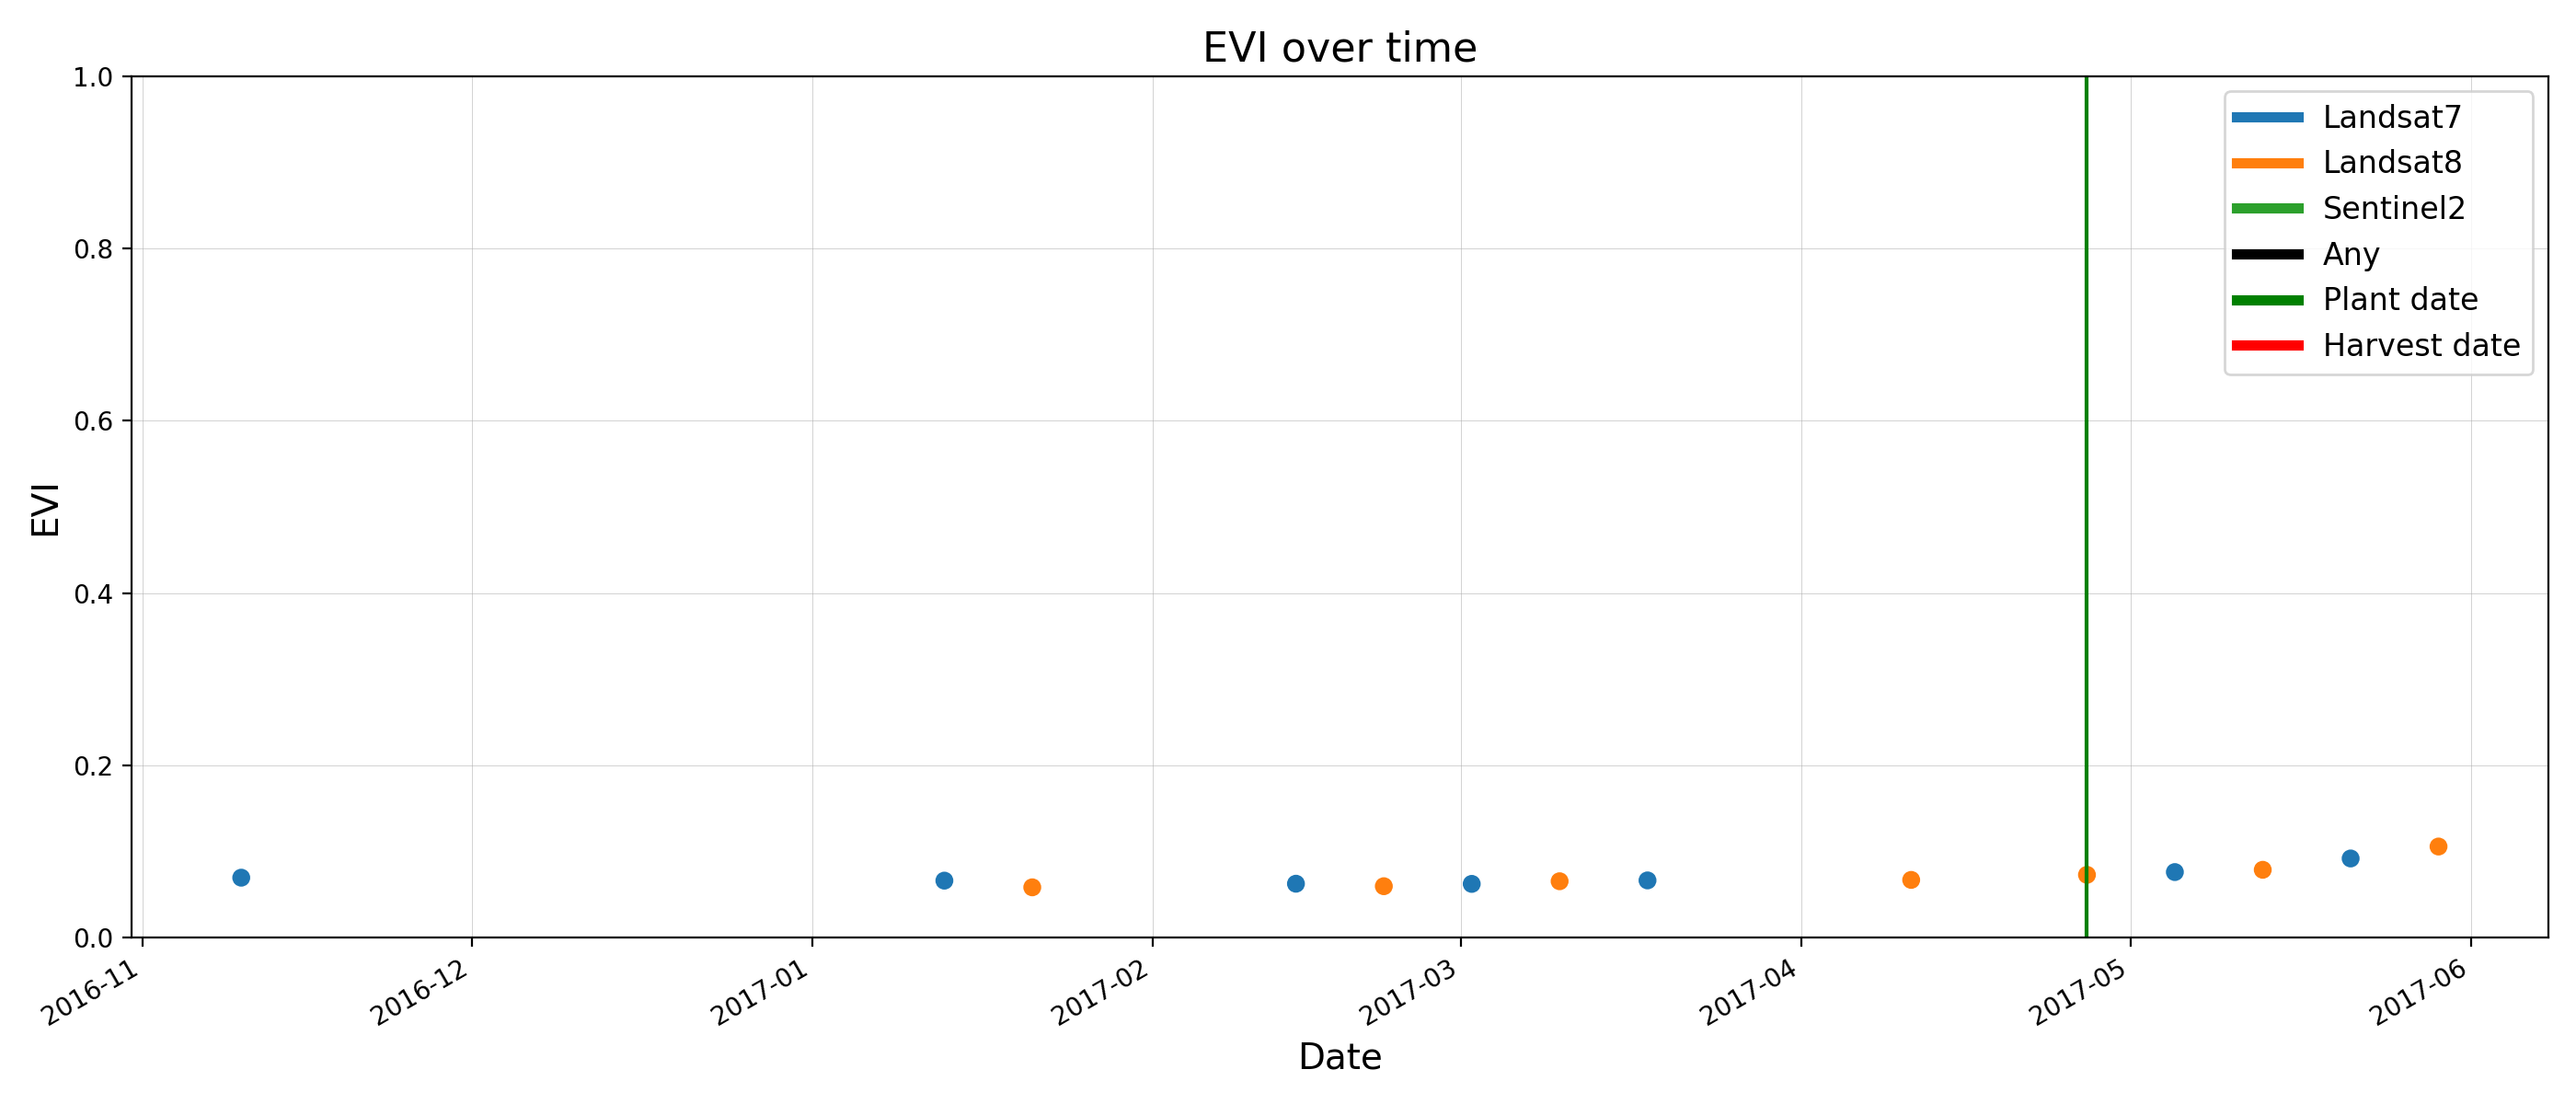 EVI over time
1.0
0.8
0.6
0.4
0.2
0.0
EVI
Landsat7
Landsat8
Sentinel2
Any
Plant date
Harvest date
2016-11
2016-12
2017-01
2017-02
2017-03
2017-04
2017-05
2017-06
Date